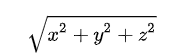 √(x² + y² + z²)